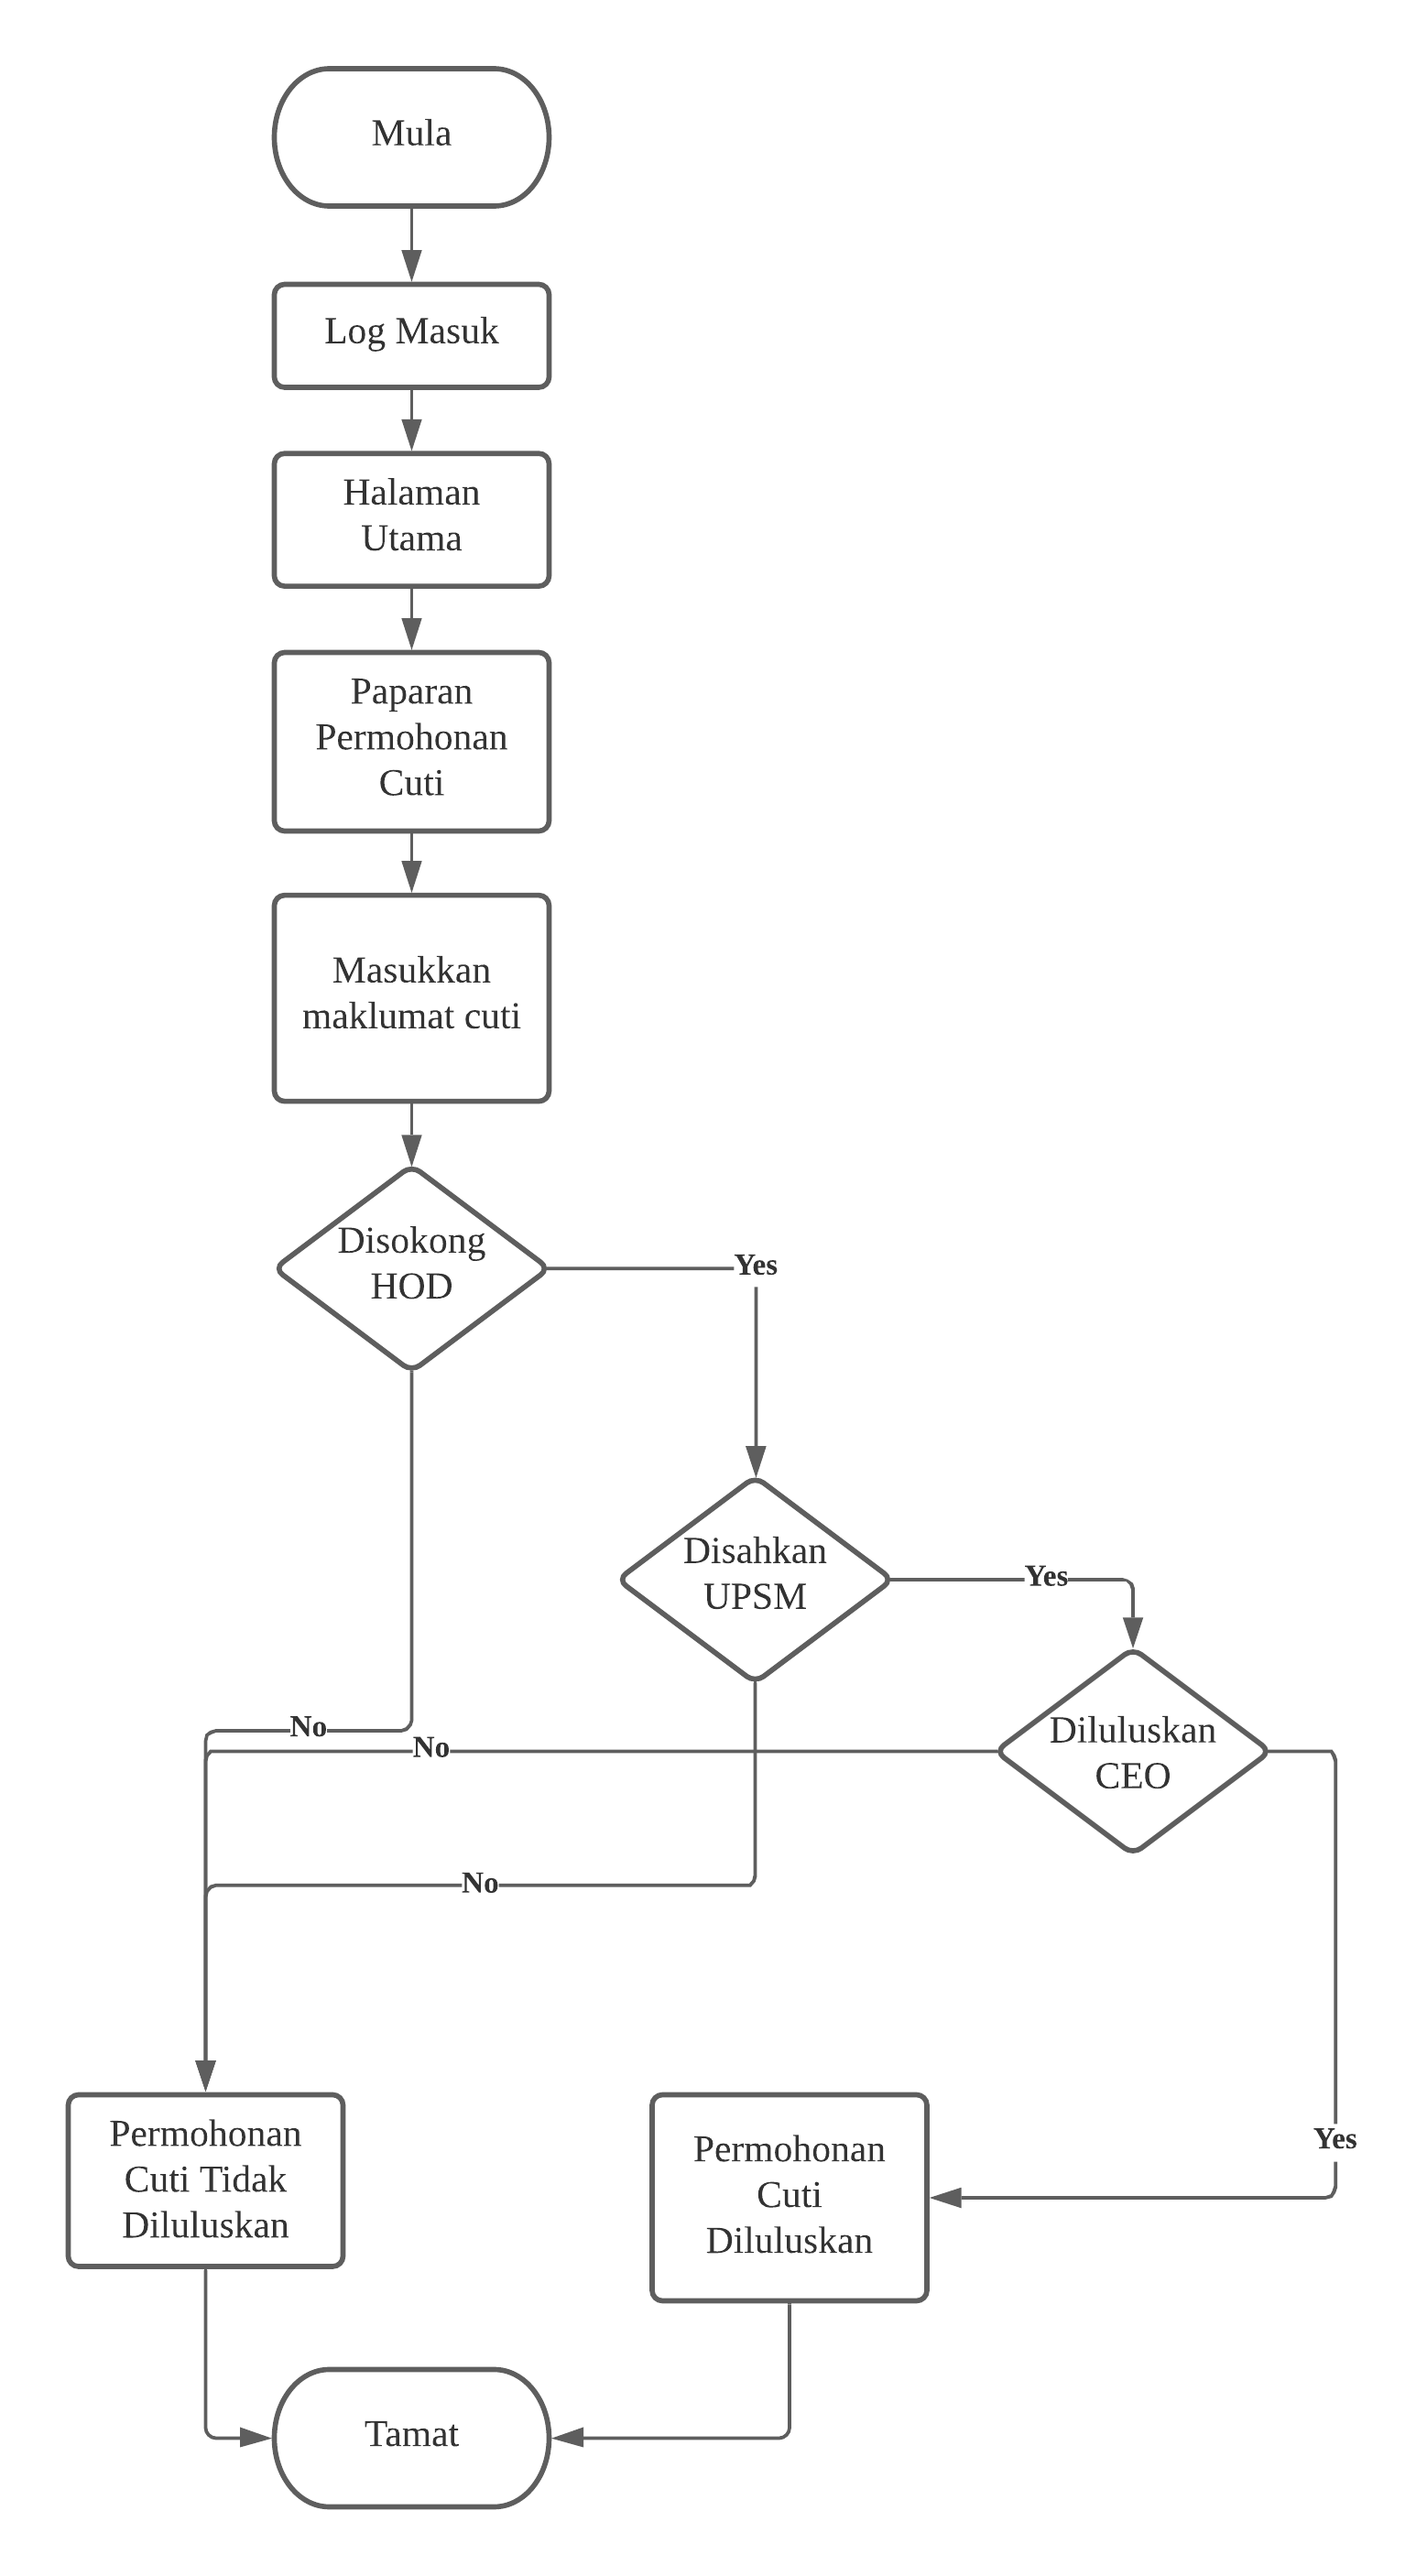 Mula
Log Masuk
Halaman
Utama
Paparan
Permohonan
Cuti
Masukkan
maklumat cuti
Disokong
HOD
Yes
Disahkan
UPSM
Yes
Diluluskan
CEO
No
No
No
Yes
Permohonan
Cuti Tidak
Diluluskan
Permohonan
Cuti
Diluluskan
Tamat